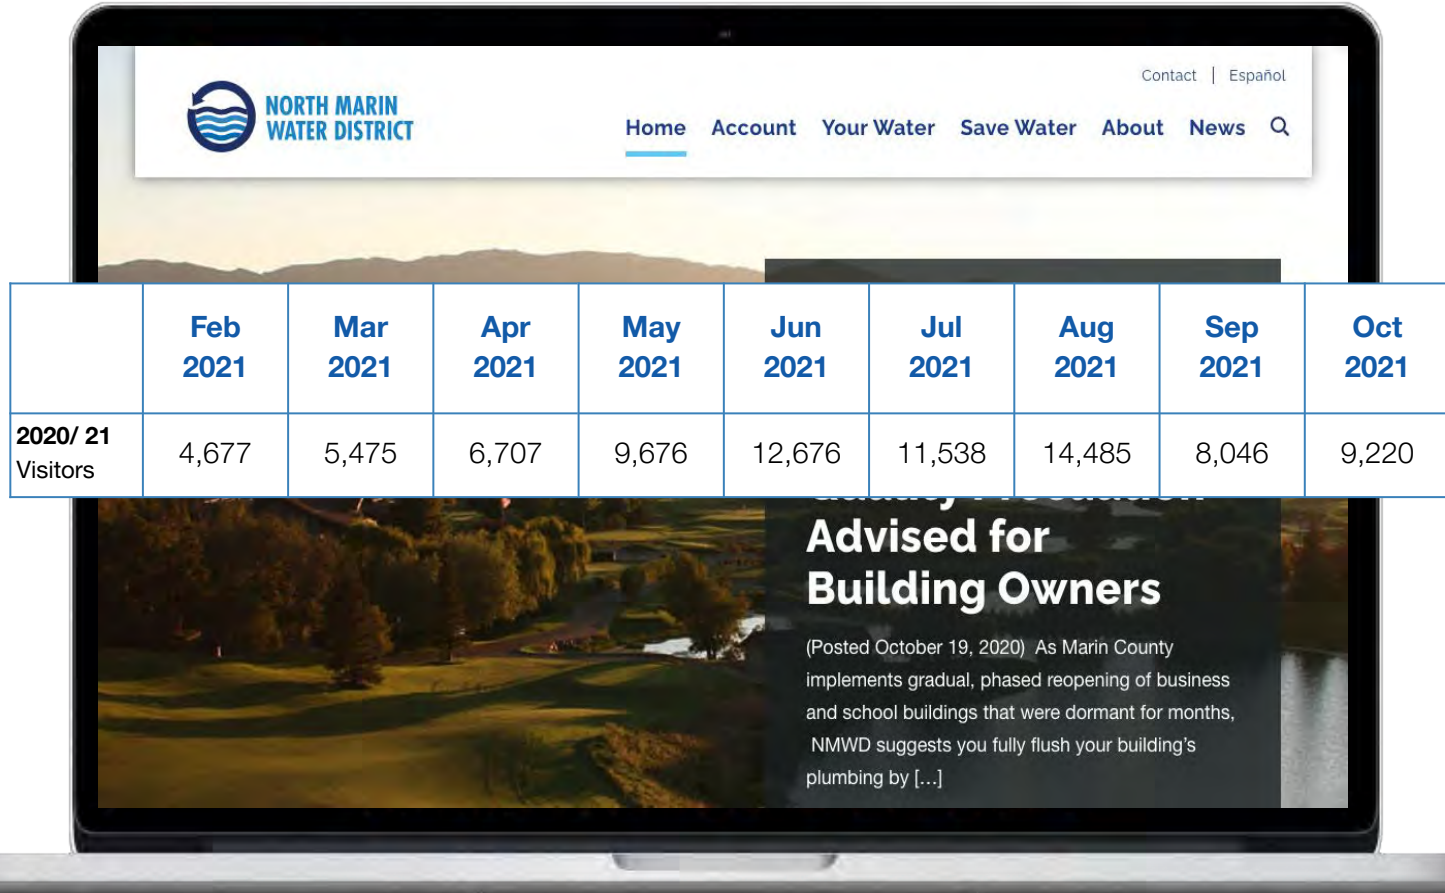 Contact | Español
NORTH MARIN
WATER DISTRICT
Home Account Your Water Save Water About News
Feb 2021 Mar 2021 Apr 2021 May 2021 Jun 2021 Jul 2021 Aug 2021 Sep 2021 Oct 2021
2020/ 21 Visitors 4,677 5,475 6,707 9,676 12,676 11,538 14,485 8,046 9,220
Advised for
Building Owners
(Posted October 19, 2020) As Marin County
implements gradual, phased reopening of business
and school buildings that were dormant for months,
NMWD suggests you fully flush your building's
plumbing by [...]